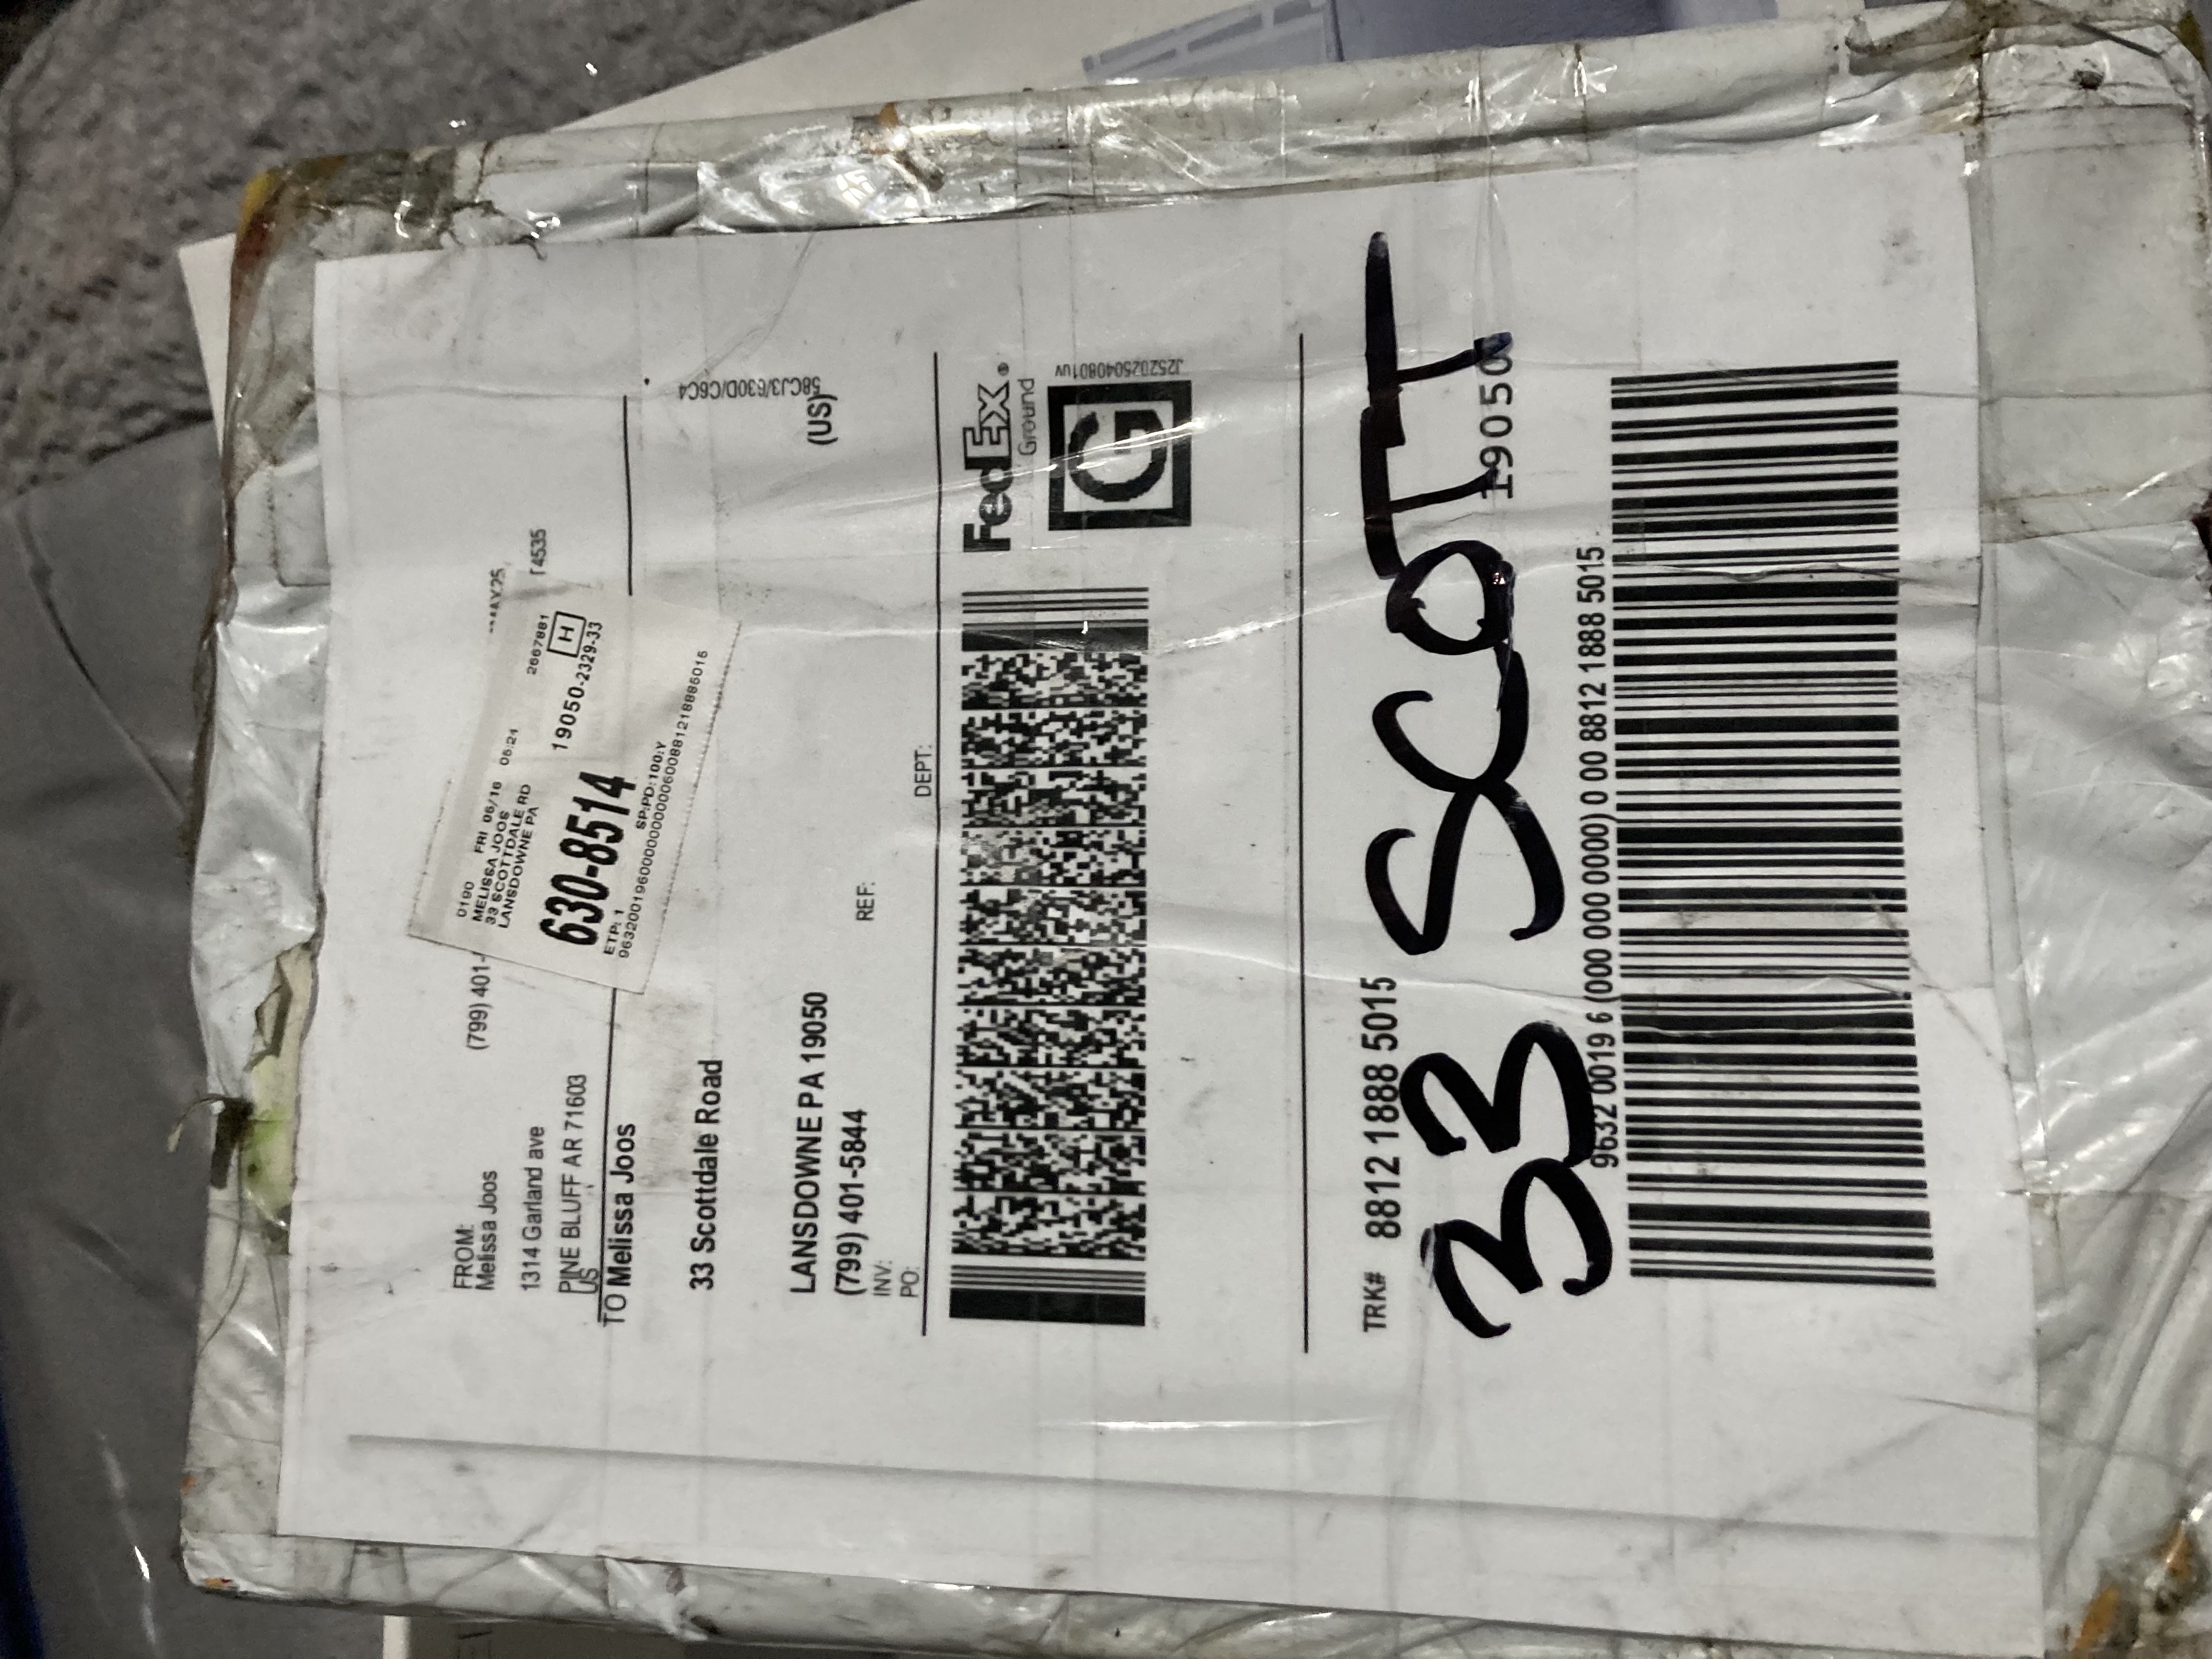 FROM:
Melissa Joos
(799) 401-
1314 Garland ave
PINE BLUFF AR 71603
US
0190 FRI 05/16 05:21
MELISSA JOOS
33 SCOTTDALE RD
LANSDOWNE PA
2667881
H
19050-2329-33
630-8514
ETP: 1 SP:PD:100:Y
TO Melissa Joos
33 Scottdale Road
58CJ3/630D/C6C4
LANSDOWNE PA 19050
(US)
(799) 401-5844
INV:
REF:
PO:
DEPT:
FedEx
Ground
G
J252025040801uv
TRK# 8812 1888 5015
33 SCOTT
19050
9632 0019 6 (000 000 0000) 0 00 8812 1888 5015